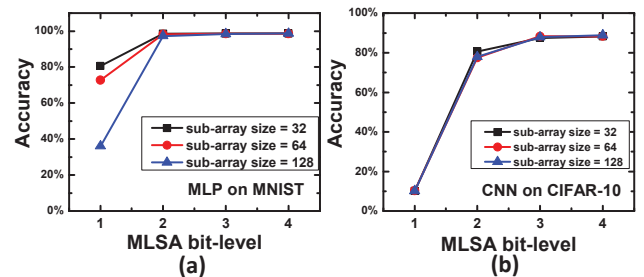 (a)
100%
80%
60%
40%
20%
0%
Accuracy
sub-array size = 32
sub-array size = 64
sub-array size = 128
MLP on MNIST
1 2 3 4
MLSA bit-level
(a)
(b)
100%
80%
60%
40%
20%
10%
0%
Accuracy
sub-array size = 32
sub-array size = 64
sub-array size = 128
CNN on CIFAR-10
1 2 3 4
MLSA bit-level
(b)